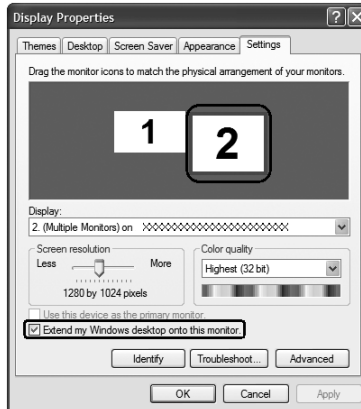 Display Properties
Themes Desktop Screen Saver Appearance Settings
Drag the monitor icons to match the physical arrangement of your monitors.
1 2
Display:
2. (Multiple Monitors) on XXXXXXXXXXXXXXXXXXXXXX
Screen resolution Color quality
Less More Highest (32 bit)
1280 by 1024 pixels
Use this device as the primary monitor.
Extend my Windows desktop onto this monitor.
Identify Troubleshoot... Advanced
OK Cancel Apply